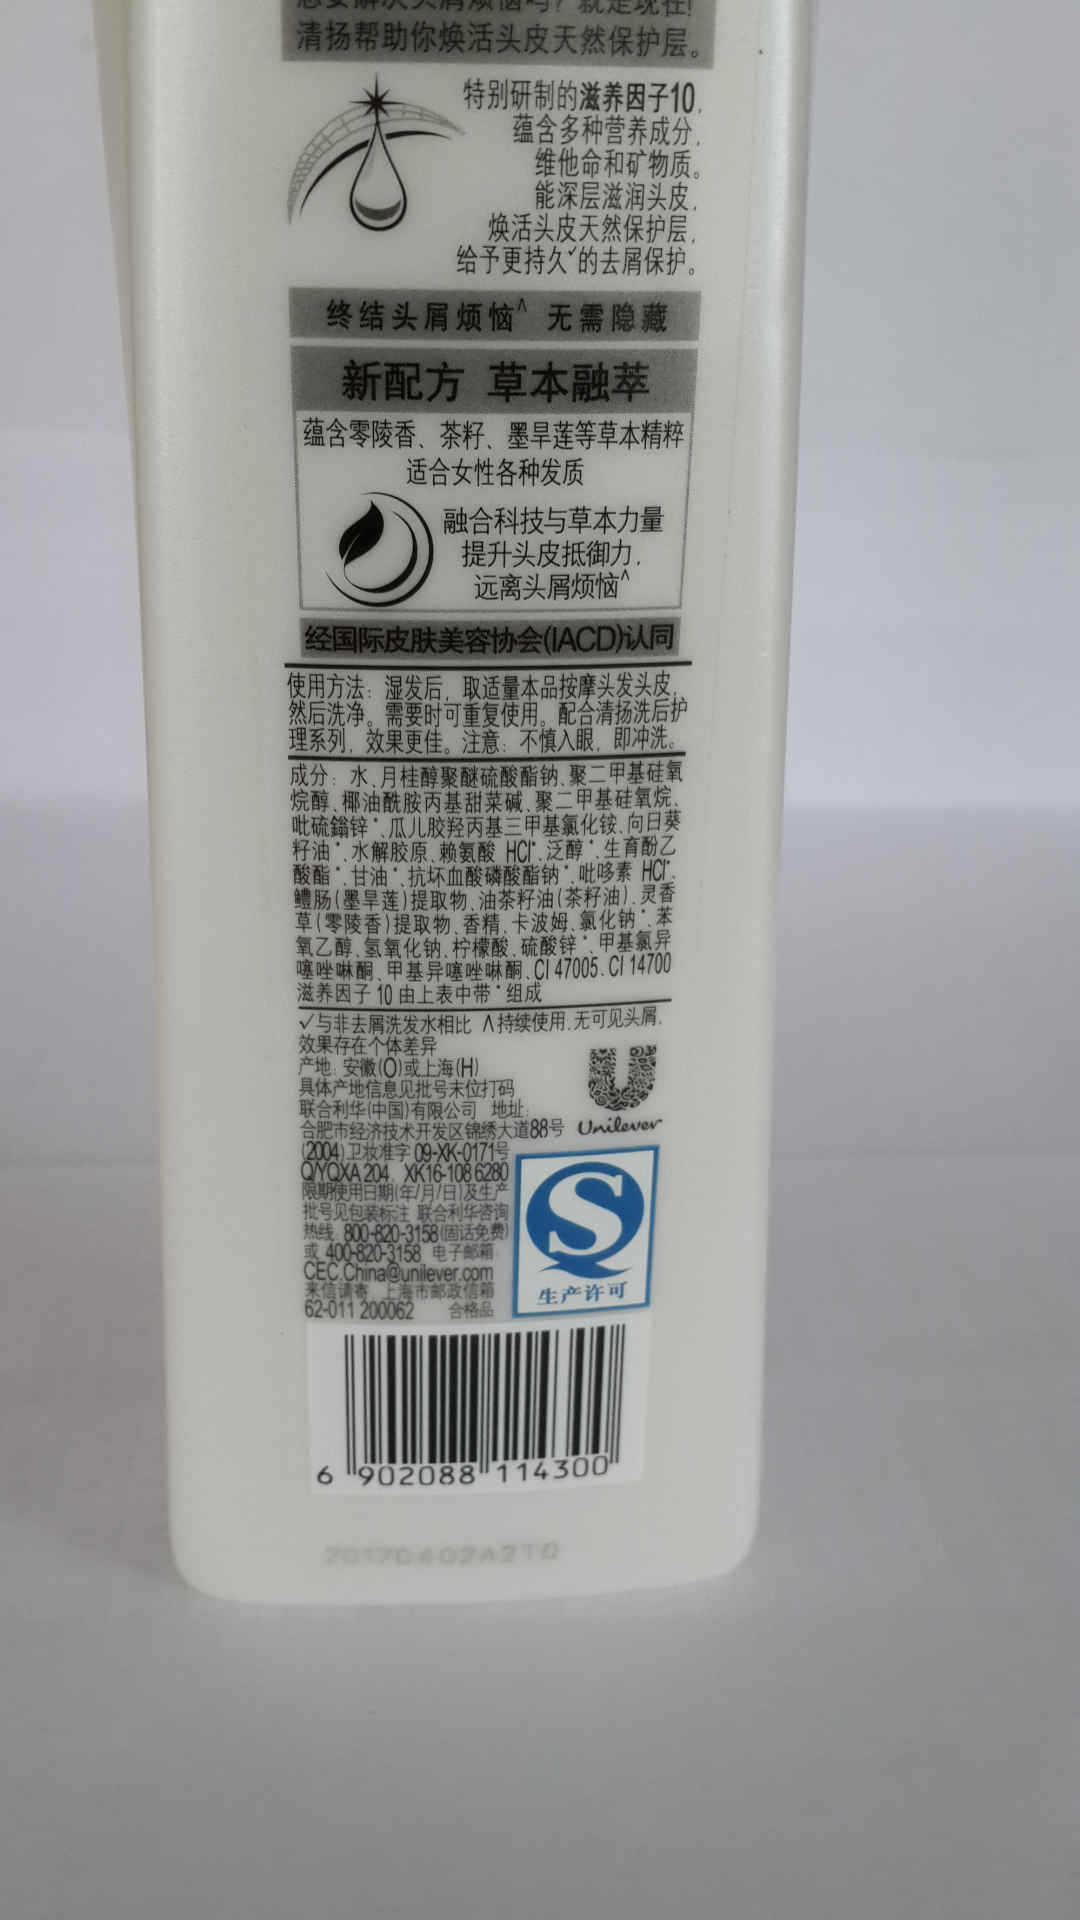 想要解决头屑烦恼吗?就是现在!
清扬帮助你焕活头皮天然保护层。
特别研制的滋养因子10,
蕴含多种营养成分,
维他命和矿物质。
能深层滋润头皮,
焕活头皮天然保护层,
给予更持久✓的去屑保护。
终结头屑烦恼^ 无需隐藏
新配方 草本融萃
蕴含零陵香、茶籽、墨旱莲等草本精粹
适合女性各种发质
融合科技与草本力量
提升头皮抵御力,
远离头屑烦恼^
经国际皮肤美容协会(IACD)认同
使用方法：湿发后，取适量本品按摩头发头皮,
然后洗净。需要时可重复使用。配合清扬洗后护
理系列，效果更佳。注意：不慎入眼，即冲洗。
成分：水、月桂醇聚醚硫酸酯钠、聚二甲基硅氧
烷醇、椰油酰胺丙基甜菜碱、聚二甲基硅氧烷、
吡硫鎓锌*、瓜儿胶羟丙基三甲基氯化铵、向日葵
籽油*、水解胶原、赖氨酸 HCl*、泛醇*、生育酚乙
酸酯*、甘油*、抗坏血酸磷酸酯钠*、吡哆素 HCl*、
鳢肠(墨旱莲)提取物、油茶籽油(茶籽油)、灵香
草(零陵香)提取物、香精、卡波姆、氯化钠*、苯
氧乙醇、氢氧化钠、柠檬酸、硫酸锌*、甲基氯异
噻唑啉酮、甲基异噻唑啉酮、CI 47005、CI 14700
滋养因子 10 由上表中带*组成
✓与非去屑洗发水相比 ^持续使用,无可见头屑,
效果存在个体差异
产地: 安徽(O)或上海(H)
具体产地信息见批号末位打码
联合利华(中国)有限公司 地址:
合肥市经济技术开发区锦绣大道88号
Unilever
(2004)卫妆准字 09-XK-0171号
Q/YQXA 204, XK16-108 6280
限期使用日期(年/月/日)及生产
批号见包装标注 联合利华咨询
热线: 800-820-3158(固话免费)
或 400-820-3158 电子邮箱:
CEC.China@unilever.com
来信请寄 上海市邮政信箱
62-011 200062 合格品
生产许可
6 902088 114300